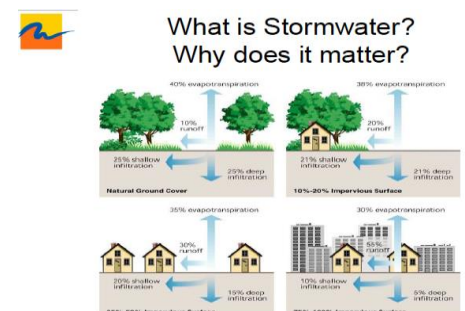 What is Stormwater?
Why does it matter?
40% evapotranspiration
10%
runoff
25% shallow
infiltration
25% deep
infiltration
Natural Ground Cover
38% evapotranspiration
20%
runoff
21% shallow
infiltration
21% deep
infiltration
10%-20% Impervious Surface
35% evapotranspiration
30%
runoff
20% shallow
infiltration
15% deep
infiltration
30% evapotranspiration
55%
runoff
10% shallow
infiltration
5% deep
infiltration